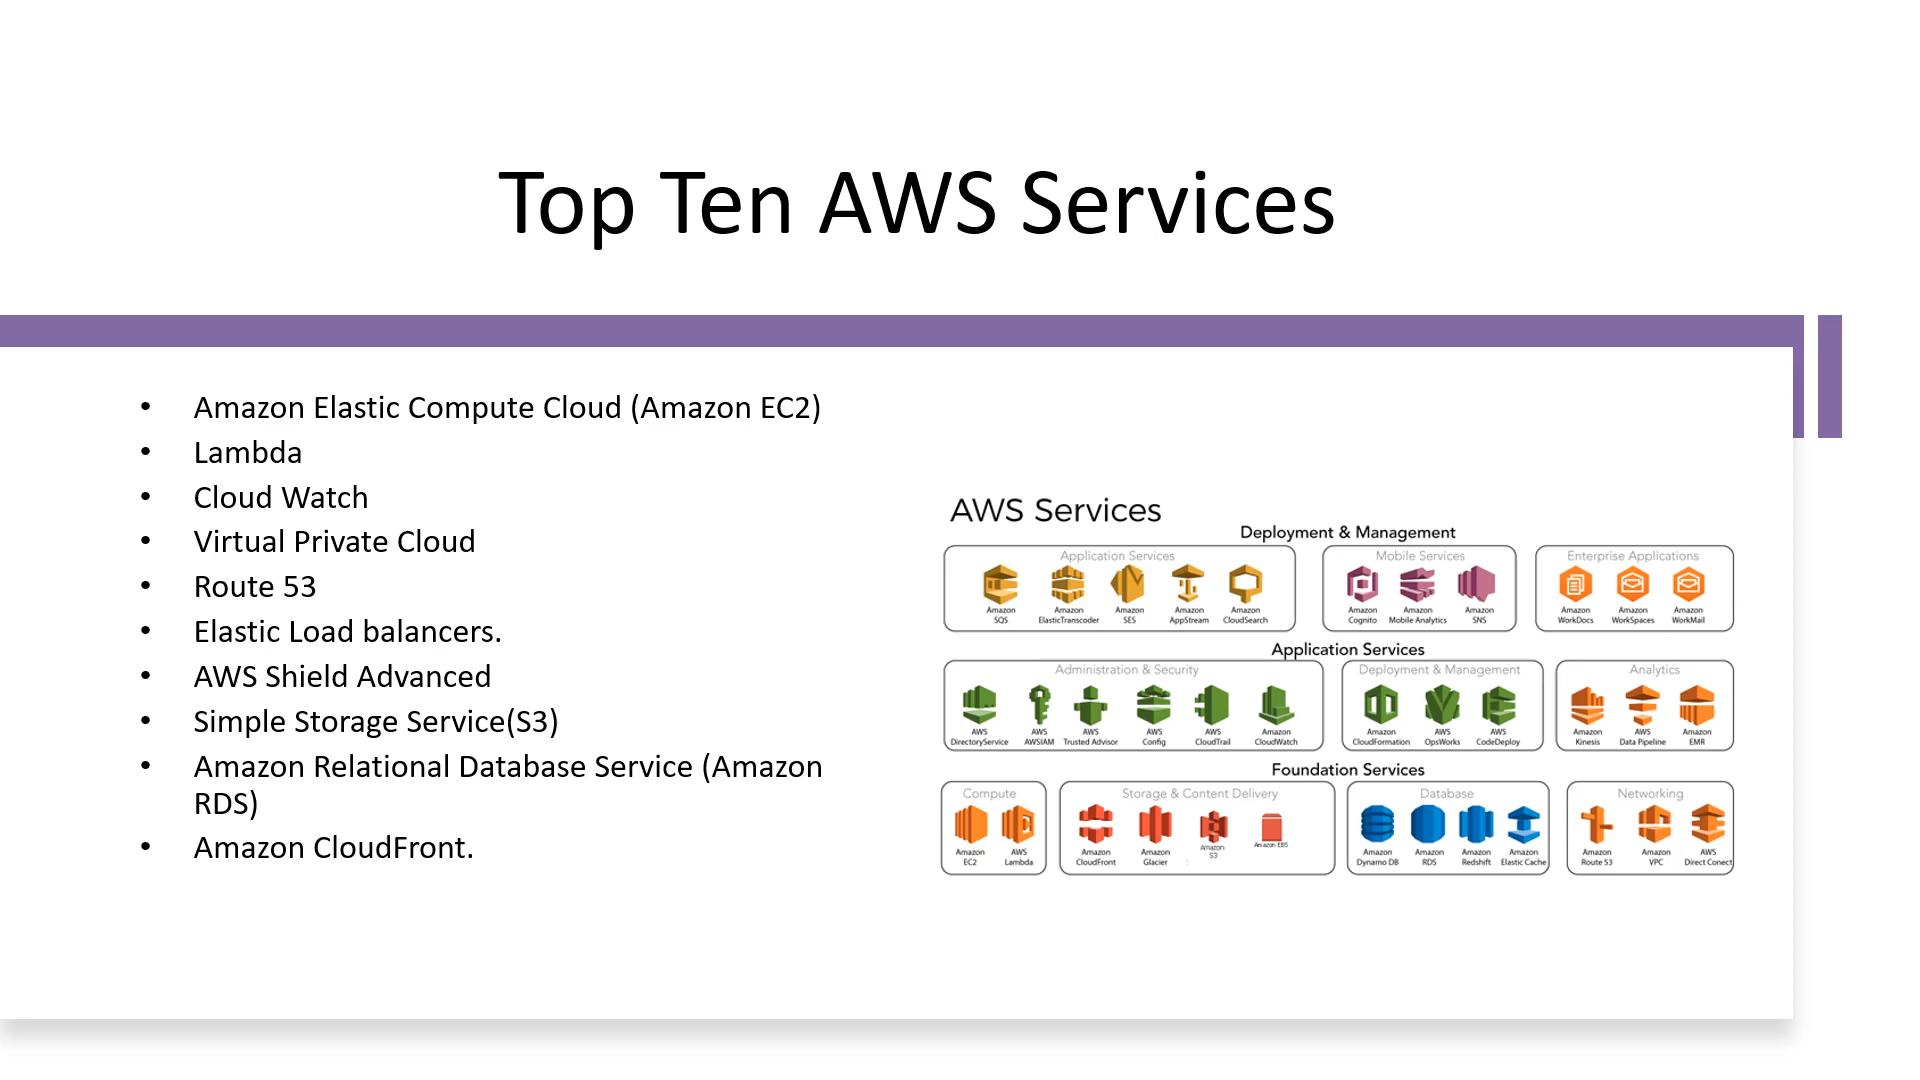 Top Ten AWS Services
• Amazon Elastic Compute Cloud (Amazon EC2)
• Lambda
• Cloud Watch
• Virtual Private Cloud
• Route 53
• Elastic Load balancers.
• AWS Shield Advanced
• Simple Storage Service(S3)
• Amazon Relational Database Service (Amazon
RDS)
• Amazon CloudFront.
AWS Services
Deployment & Management
Application Services
Amazon SQS
Amazon ElasticTranscoder
Amazon SES
Amazon AppStream
Amazon CloudSearch
Mobile Services
Amazon Cognito
Amazon Mobile Analytics
Amazon SNS
Enterprise Applications
Amazon WorkDocs
Amazon WorkSpaces
Amazon WorkMail
Application Services
Administration & Security
AWS DirectoryService
AWS AWSIAM
AWS Trusted Advisor
AWS Config
AWS CloudTrail
Amazon CloudWatch
Deployment & Management
Amazon CloudFormation
AWS OpsWorks
AWS CodeDeploy
Analytics
Amazon Kinesis
AWS Data Pipeline
Amazon EMR
Foundation Services
Compute
Amazon EC2
AWS Lambda
Storage & Content Delivery
Amazon CloudFront
Amazon Glacier
Amazon S3
Amazon EBS
Database
Amazon Dynamo DB
Amazon RDS
Amazon Redshift
Amazon Elastic Cache
Networking
Amazon Route 53
Amazon VPC
AWS Direct Conect